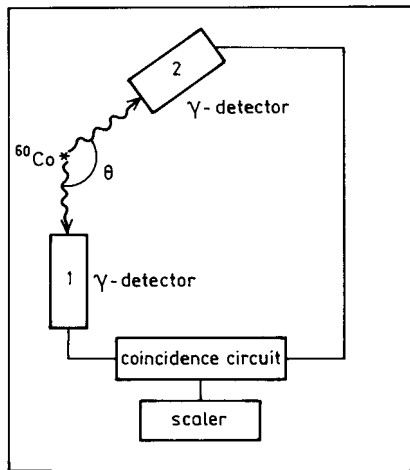 2
γ-detector
⁶⁰Co*
θ
1
γ-detector
coincidence circuit
scaler